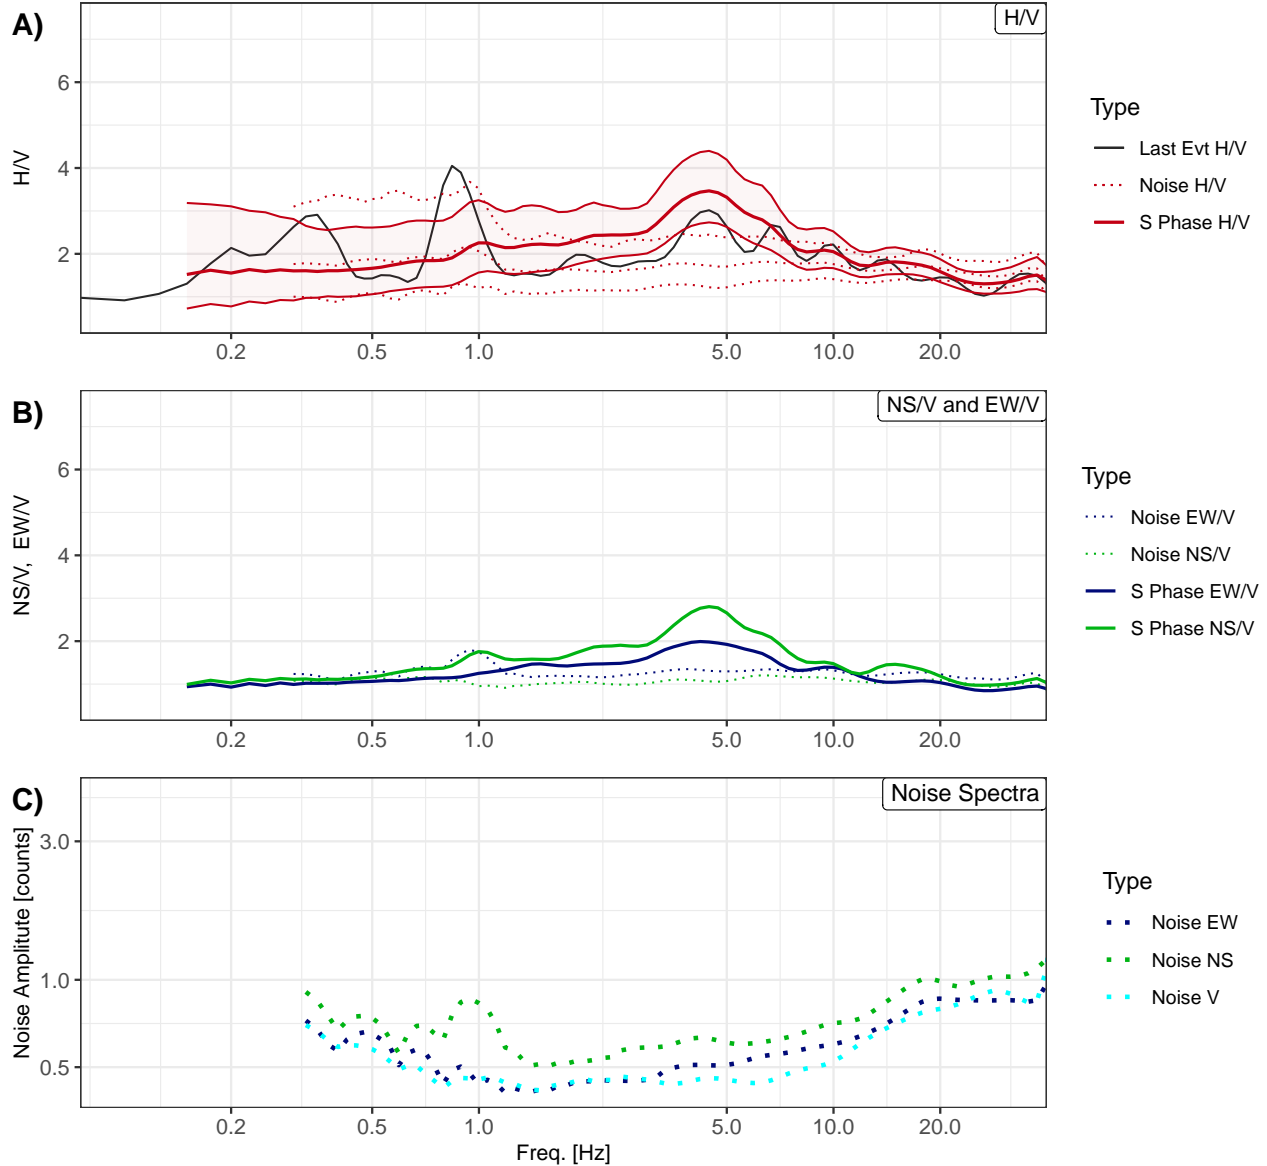 A)
H/V
H/V
6
4
2
0.2 0.5 1.0 5.0 10.0 20.0
Type
Last Evt H/V
Noise H/V
S Phase H/V
B)
NS/V and EW/V
NS/V, EW/V
6
4
2
0.2 0.5 1.0 5.0 10.0 20.0
Type
Noise EW/V
Noise NS/V
S Phase EW/V
S Phase NS/V
C)
Noise Spectra
Noise Amplitute [counts]
3.0
1.0
0.5
0.2 0.5 1.0 5.0 10.0 20.0
Freq. [Hz]
Type
Noise EW
Noise NS
Noise V